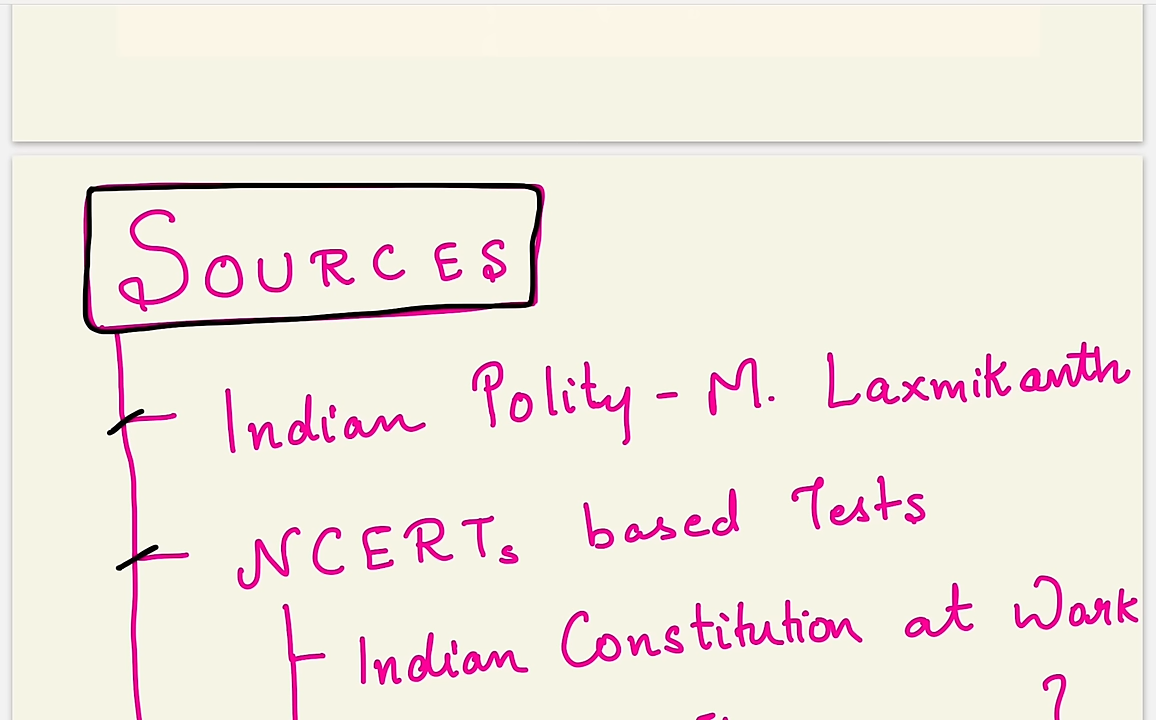 SOURCES
Indian Polity - M. Laxmikanth
NCERTs based Tests
Indian Constitution at Work
?